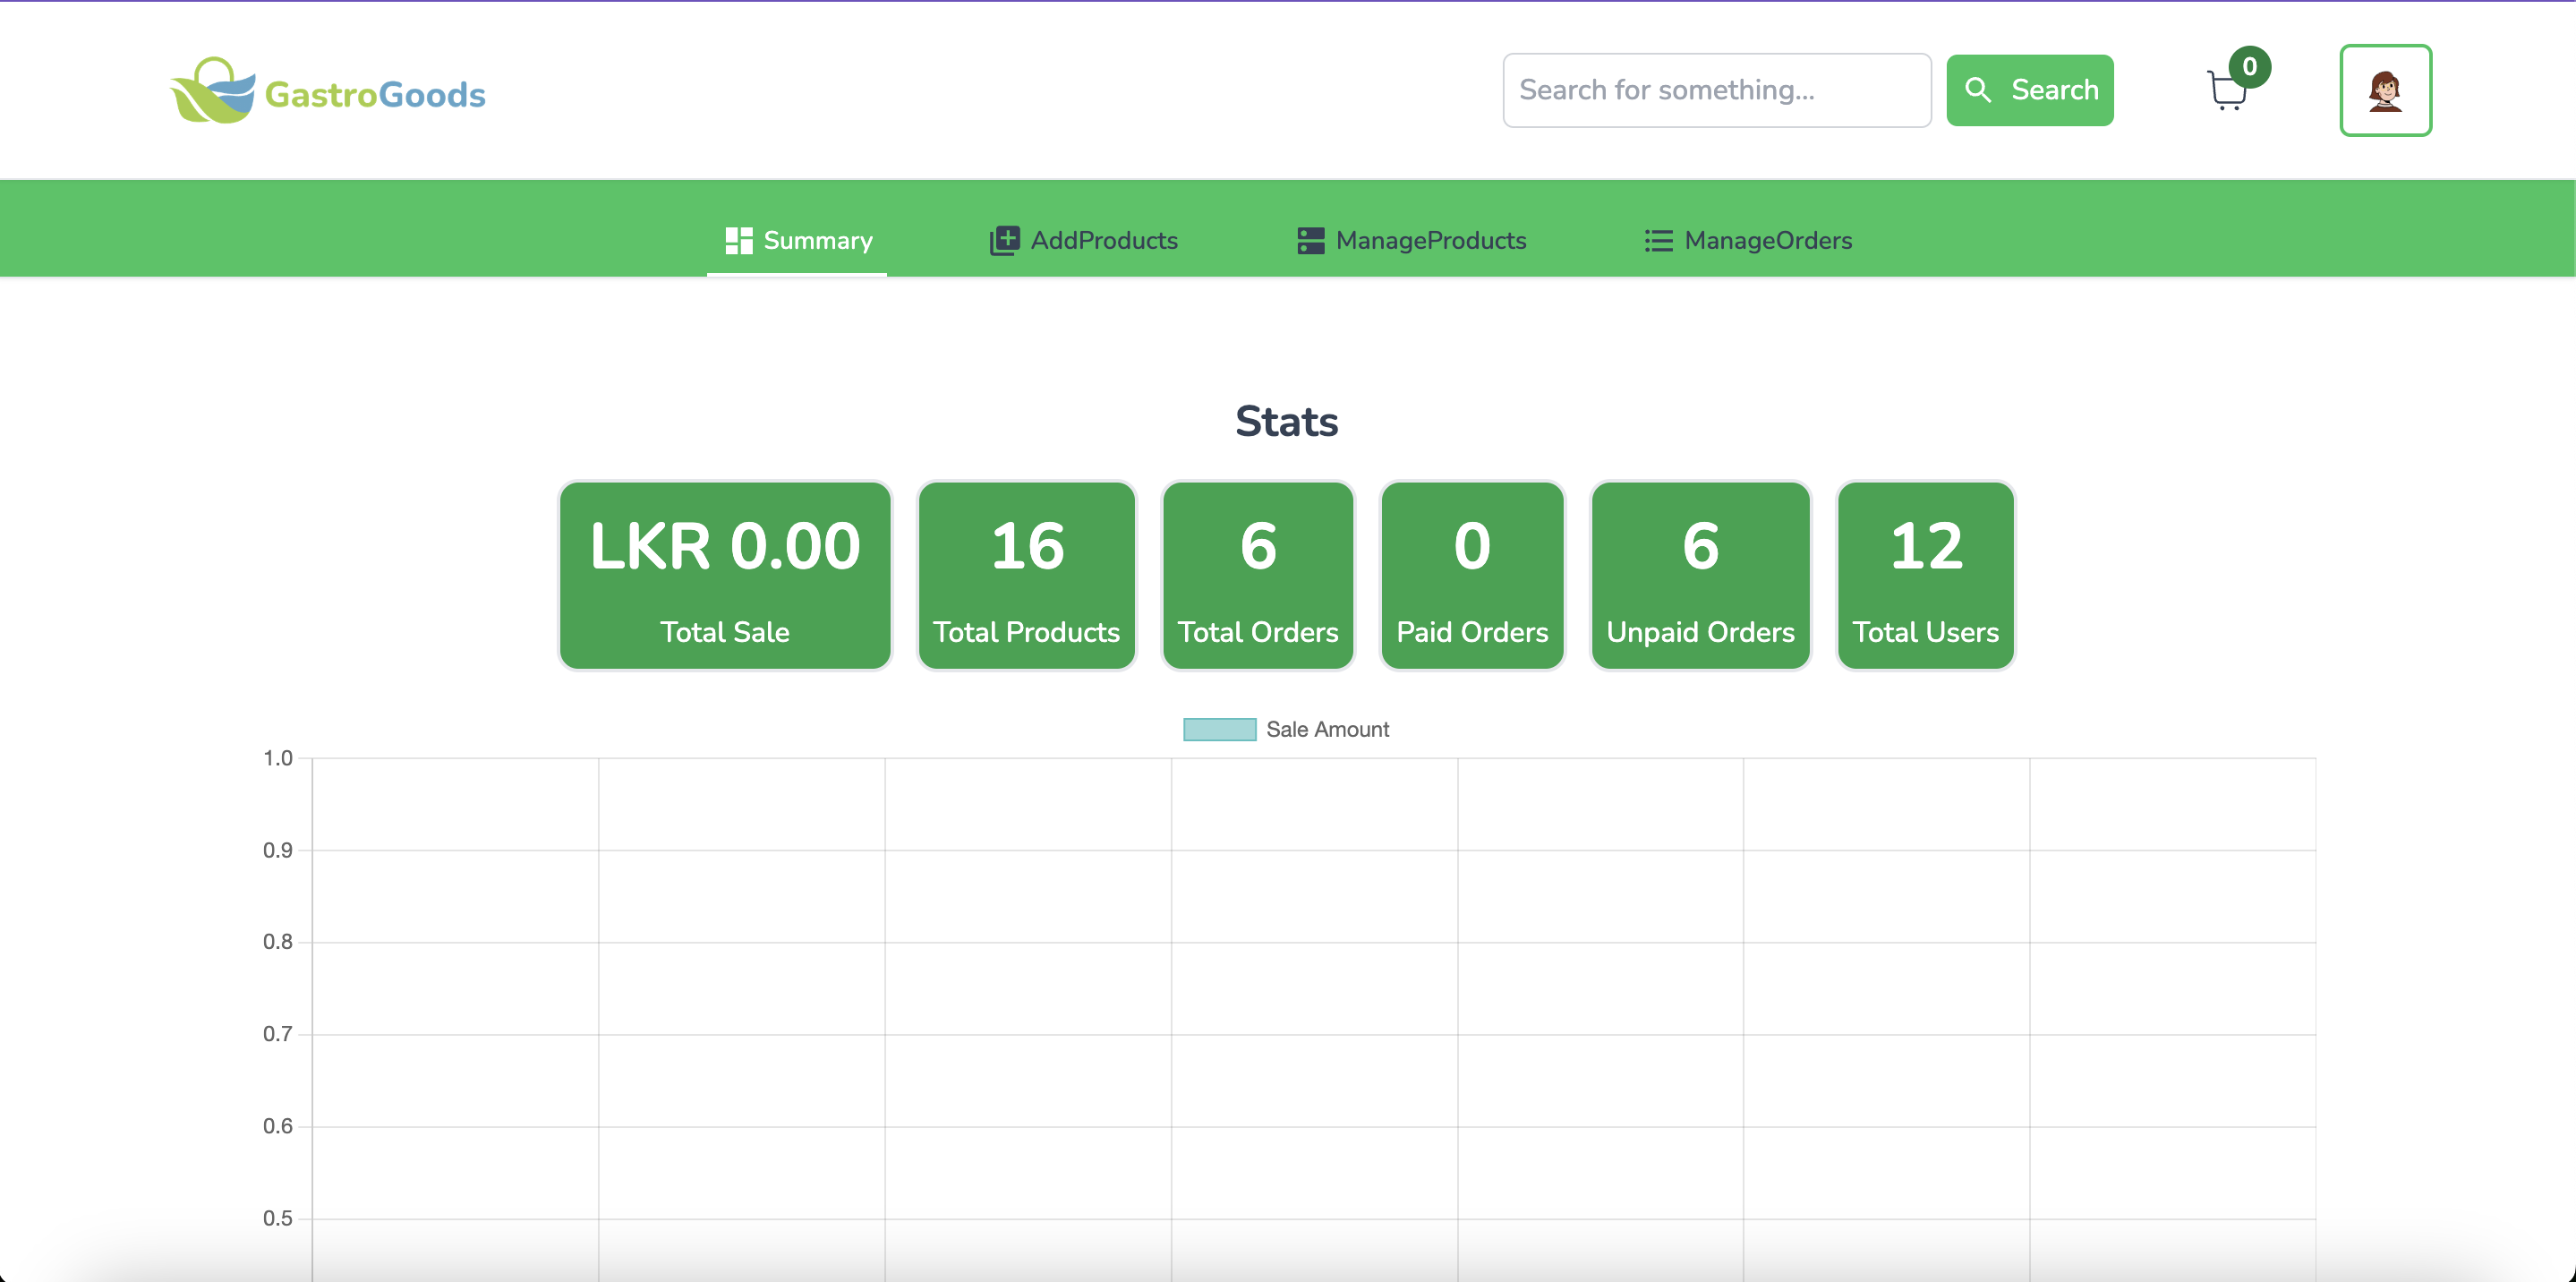 GastroGoods
Search for something...
Search
0
Summary
AddProducts
ManageProducts
ManageOrders
Stats
LKR 0.00
Total Sale
16
Total Products
6
Total Orders
0
Paid Orders
6
Unpaid Orders
12
Total Users
Sale Amount
1.0
0.9
0.8
0.7
0.6
0.5